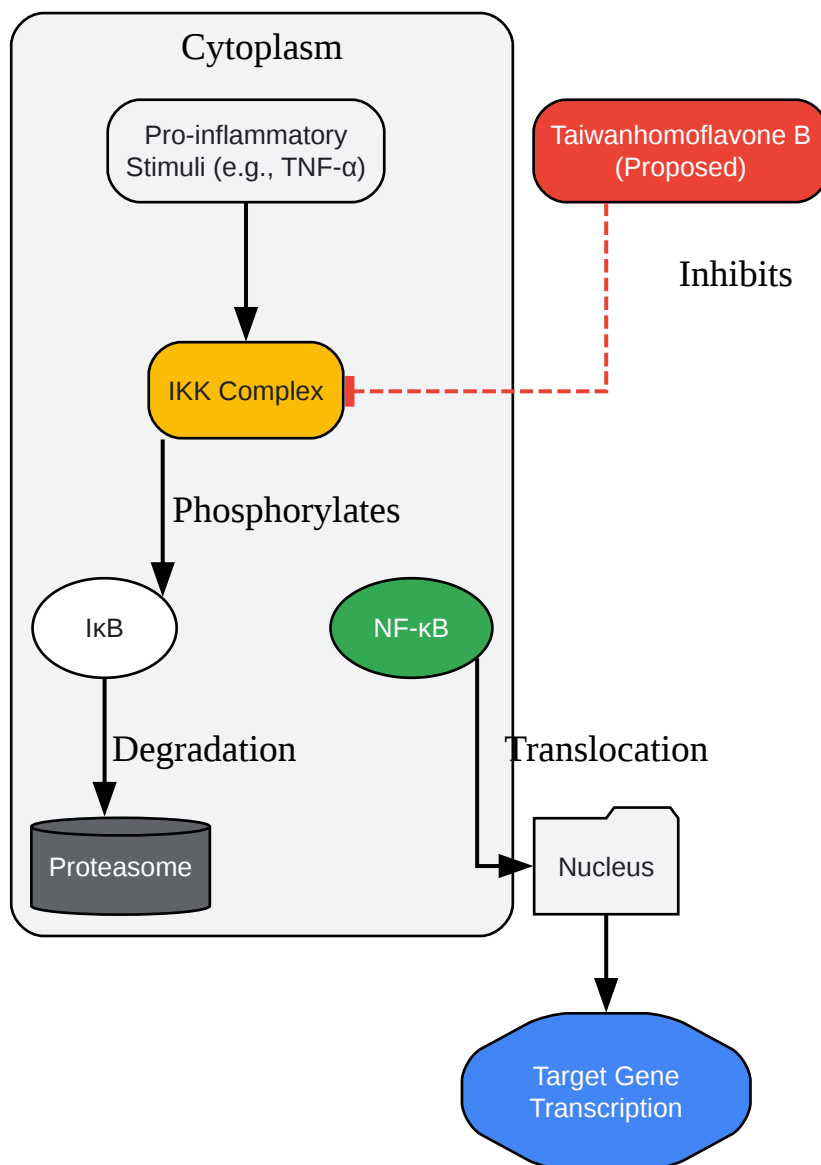 Cytoplasm
Pro-inflammatory
Stimuli (e.g., TNF-α)
Taiwanhomoflavone B
(Proposed)
Inhibits
IKK Complex
Phosphorylates
IκB
NF-κB
Degradation
Translocation
Proteasome
Nucleus
Target Gene
Transcription